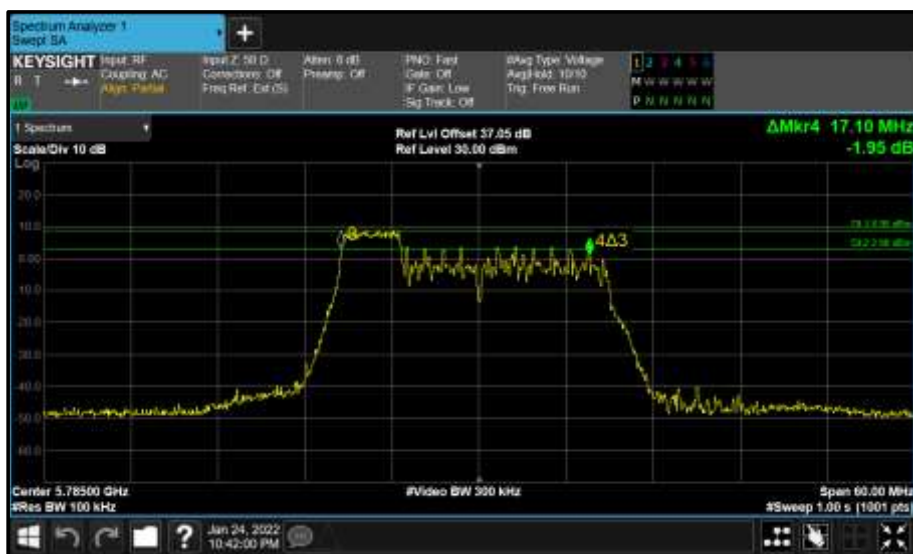 Spectrum Analyzer 1
Swept SA
KEYSIGHT
R T
Input: RF
Coupling: AC
Align: Partial
Input Z: 50 Ω
Corrections: Off
Freq Ref: Ext (S)
Atten: 0 dB
Preamp: Off
PNO: Fast
Gate: Off
IF Gain: Low
Sig Track: Off
#Avg Type: Voltage
Avg|Hold: 10/10
Trig: Free Run
1 2 3 4 5 6
M W W W W W
P N N N N N
1 Spectrum
Scale/Div 10 dB
Log
Ref Lvl Offset 37.05 dB
Ref Level 30.00 dBm
ΔMkr4 17.10 MHz
-1.95 dB
20.0
10.0
0.00
-10.0
-20.0
-30.0
-40.0
-50.0
-60.0
4Δ3
Center 5.78500 GHz
#Res BW 100 kHz
#Video BW 300 kHz
Span 60.00 MHz
#Sweep 1.00 s (1001 pts)
?
Jan 24, 2022
10:42:00 PM